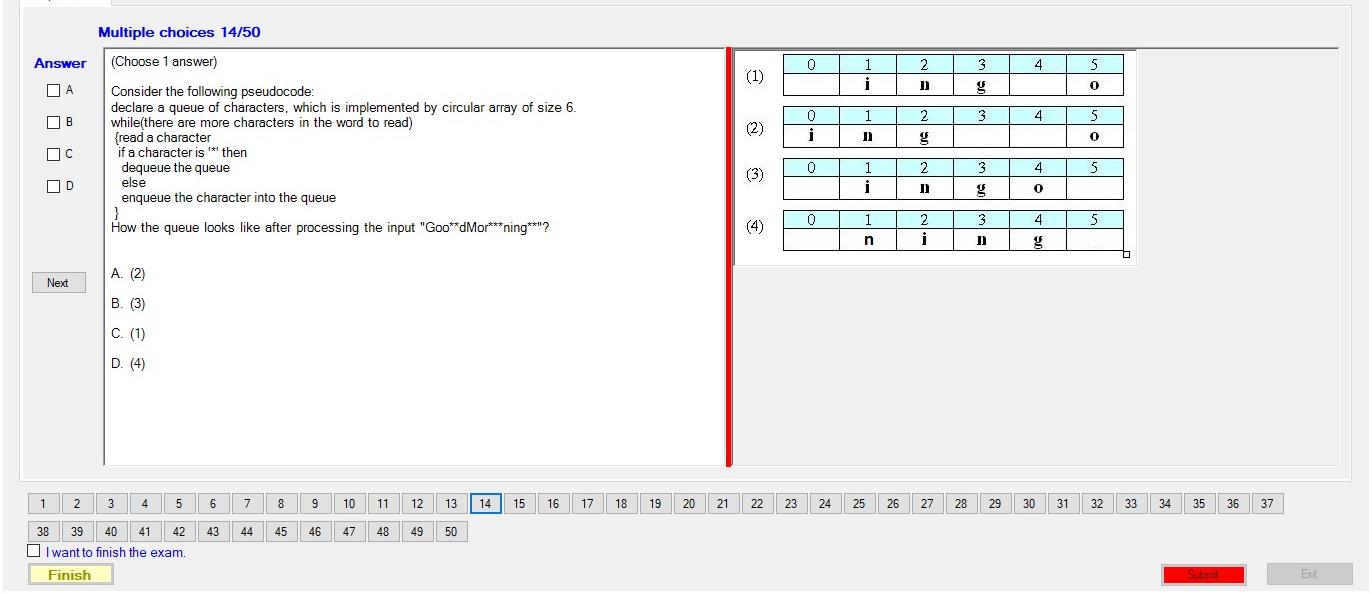 Multiple choices 14/50
Answer
A
B
C
D
Next
(Choose 1 answer)
Consider the following pseudocode:
declare a queue of characters, which is implemented by circular array of size 6.
while(there are more characters in the word to read)
{read a character
if a character is '*' then
dequeue the queue
else
enqueue the character into the queue
}
How the queue looks like after processing the input "Goo**dMor***ning**"?
A. (2)
B. (3)
C. (1)
D. (4)
(1)
0 1 2 3 4 5
i n g o
(2)
0 1 2 3 4 5
i n g o
(3)
0 1 2 3 4 5
i n g o
(4)
0 1 2 3 4 5
n i n g
1 2 3 4 5 6 7 8 9 10 11 12 13 14 15 16 17 18 19 20 21 22 23 24 25 26 27 28 29 30 31 32 33 34 35 36 37
38 39 40 41 42 43 44 45 46 47 48 49 50
I want to finish the exam.
Finish
Submit
Exit